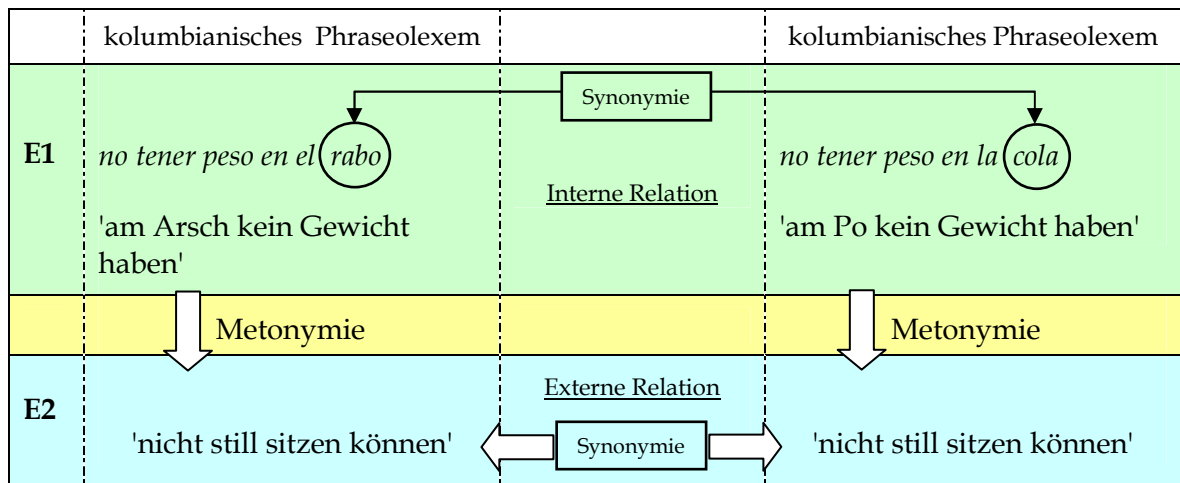 kolumbianisches Phraseolexem
kolumbianisches Phraseolexem
Synonymie
E1
no tener peso en el rabo
no tener peso en la cola
Interne Relation
'am Arsch kein Gewicht
haben'
'am Po kein Gewicht haben'
Metonymie
Metonymie
Externe Relation
E2
'nicht still sitzen können'
Synonymie
'nicht still sitzen können'